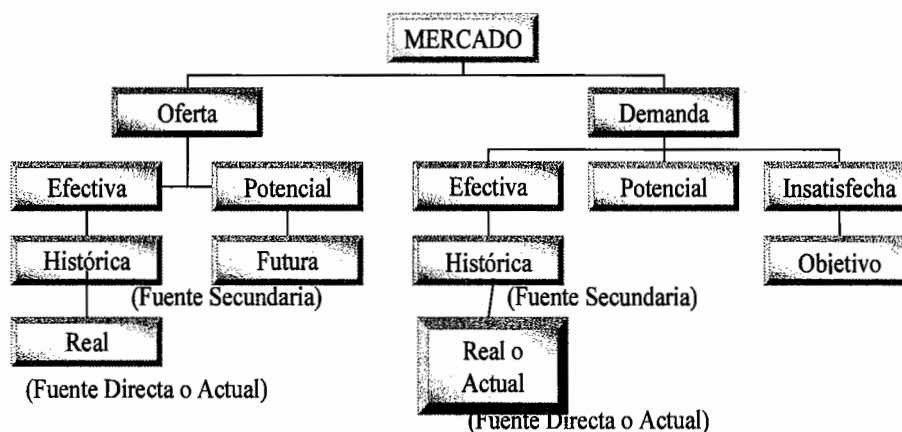 MERCADO
Oferta
Demanda
Efectiva
Potencial
Efectiva
Potencial
Insatisfecha
Histórica
Futura
Histórica
Objetivo
(Fuente Secundaria)
(Fuente Secundaria)
Real
Real o
Actual
(Fuente Directa o Actual)
(Fuente Directa o Actual)